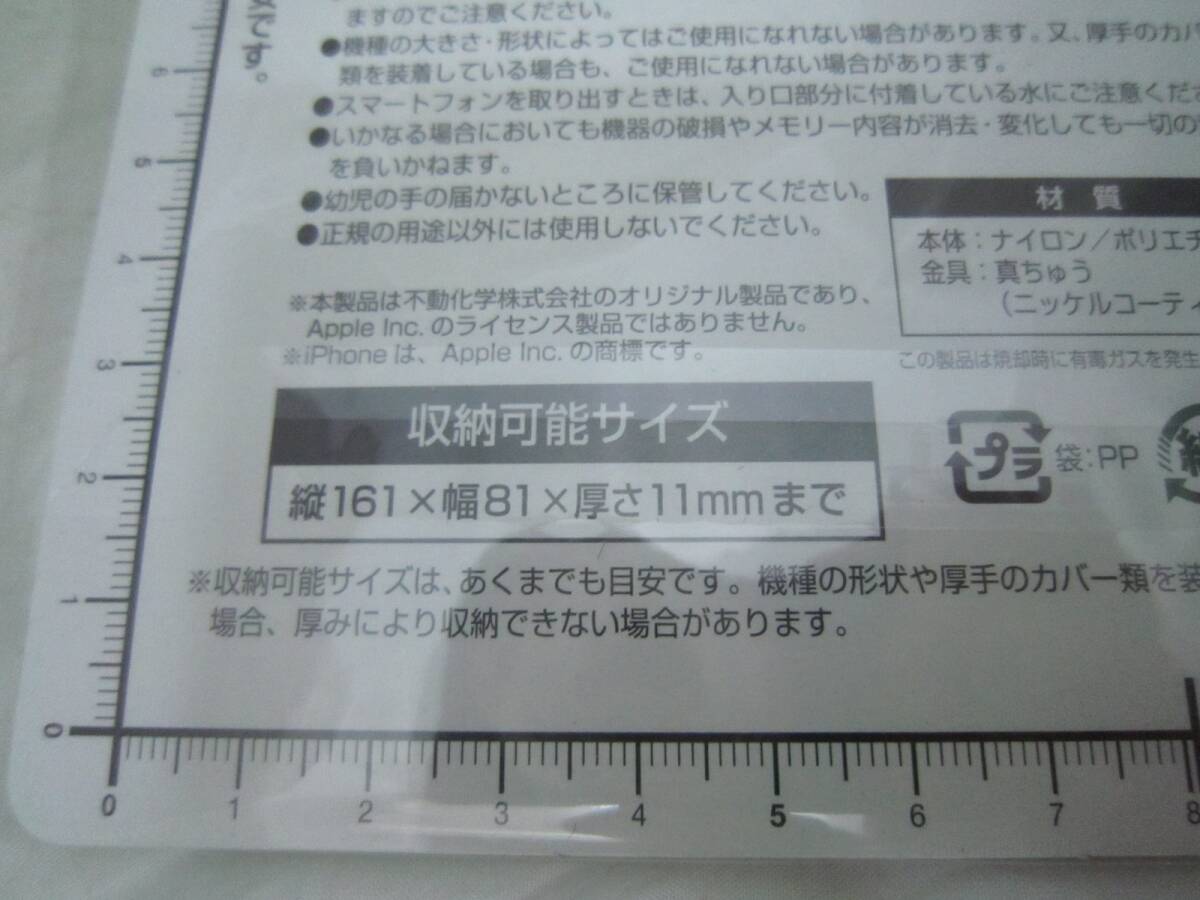 ますのでご注意ください。
●機種の大きさ・形状によってはご使用になれない場合があります。又、厚手のカバ
類を装着している場合も、ご使用になれない場合があります。
●スマートフォンを取り出すときは、入り口部分に付着している水にご注意くださ
●いかなる場合においても機器の破損やメモリー内容が消去・変化しても一切の
を負いかねます。
●幼児の手の届かないところに保管してください。
●正規の用途以外には使用しないでください。
です。
材質
本体：ナイロン／ポリエチ
金具：真ちゅう
（ニッケルコーティ
※本製品は不動化学株式会社のオリジナル製品であり、
Apple Inc. のライセンス製品ではありません。
※iPhone は、Apple Inc. の商標です。
この製品は焼却時に有毒ガスを発生
収納可能サイズ
縦161×幅81×厚さ11mmまで
プラ
袋：PP
※収納可能サイズは、あくまでも目安です。機種の形状や厚手のカバー類を装
場合、厚みにより収納できない場合があります。
6
5
4
3
2
1
0
0 1 2 3 4 5 6 7 8